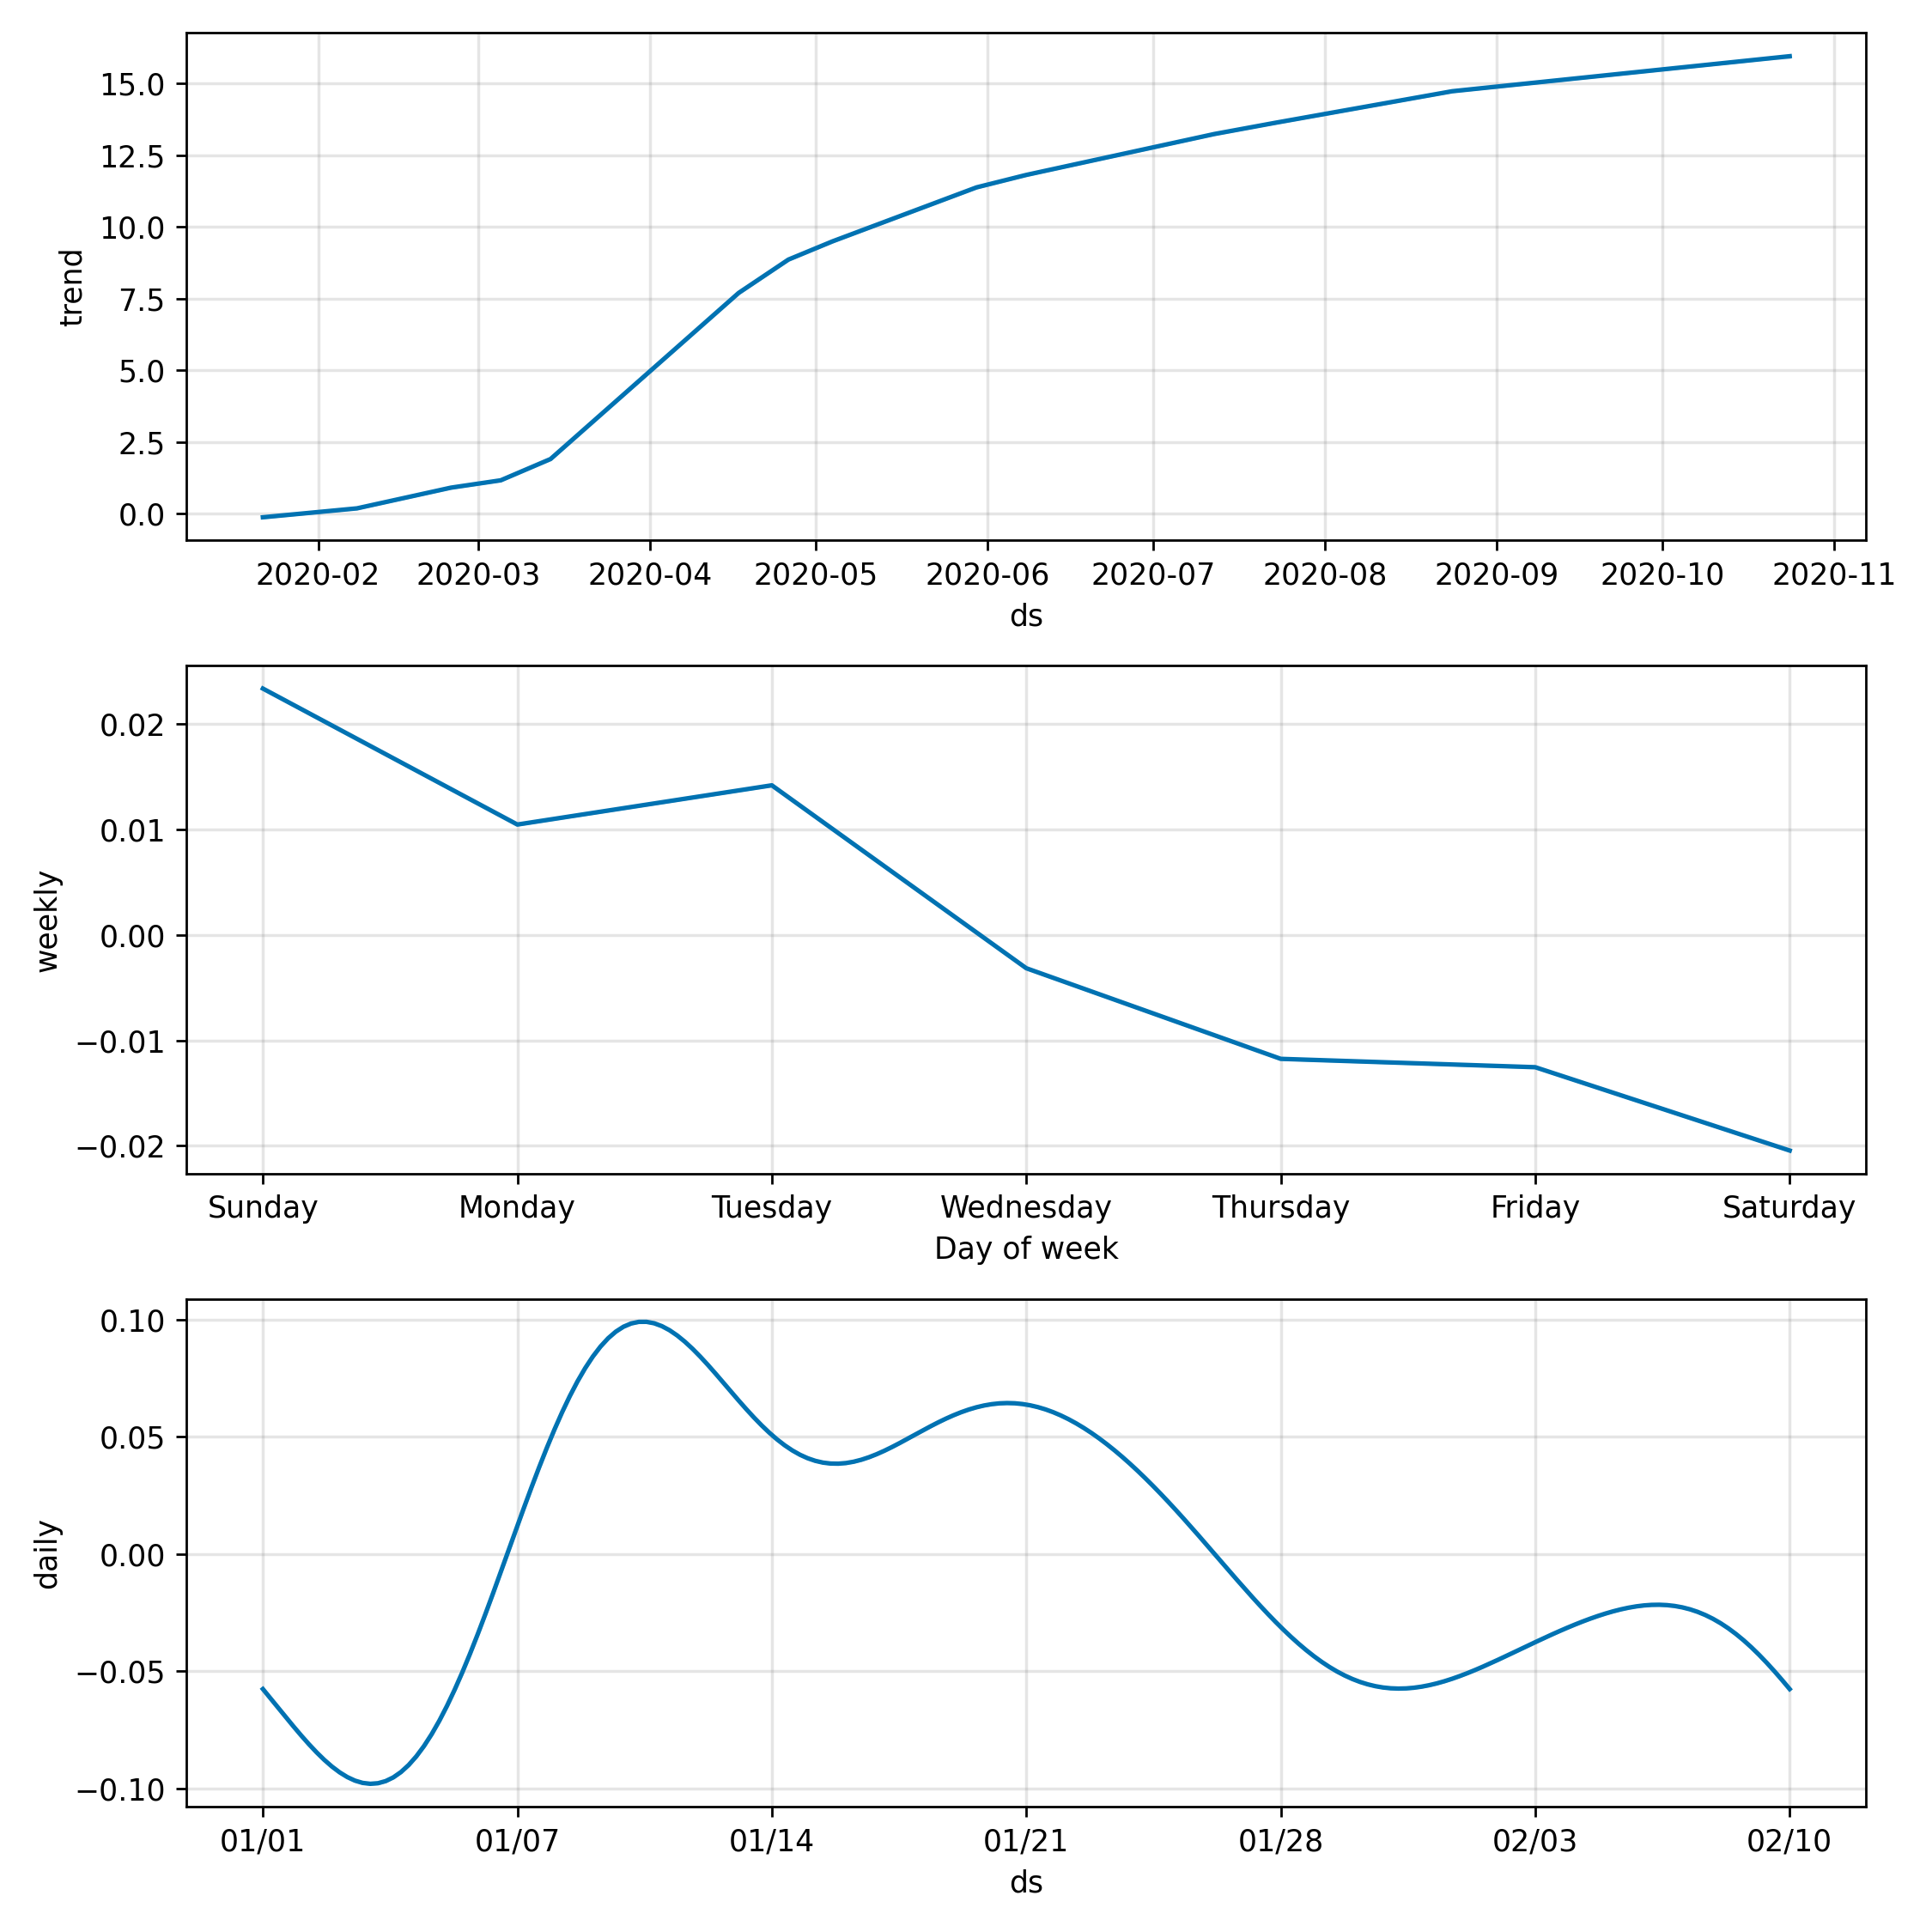 trend
15.0
12.5
10.0
7.5
5.0
2.5
0.0
2020-02 2020-03 2020-04 2020-05 2020-06 2020-07 2020-08 2020-09 2020-10 2020-11
ds
weekly
0.02
0.01
0.00
−0.01
−0.02
Sunday Monday Tuesday Wednesday Thursday Friday Saturday
Day of week
daily
0.10
0.05
0.00
−0.05
−0.10
01/01 01/07 01/14 01/21 01/28 02/03 02/10
ds